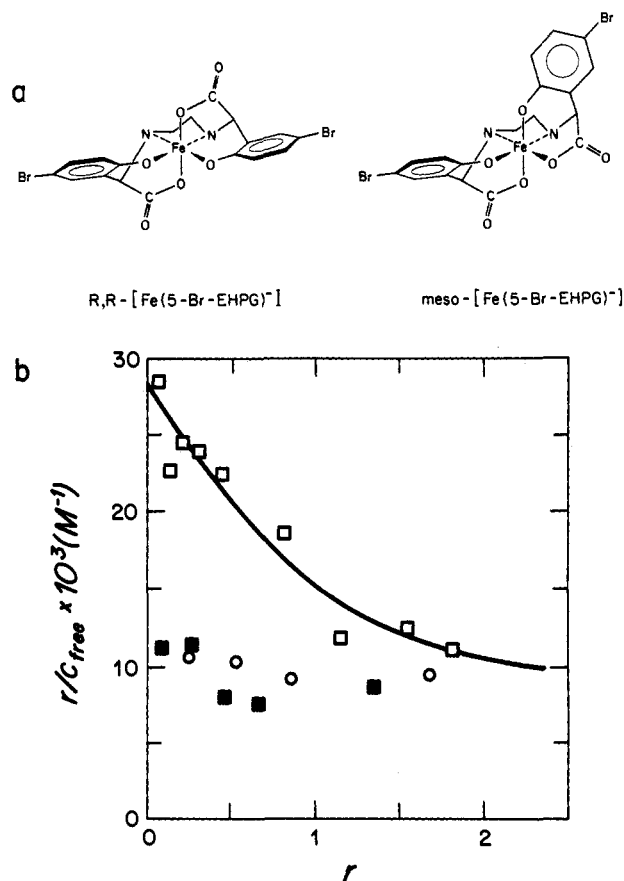 a
O
C
O
N
N
Fe
Br
Br
O
O
O
C
O
Br
O
N
N
Fe
Br
O
O
C
O
O
C
O
R,R-[Fe(5-Br-EHPG)⁻]
meso-[Fe(5-Br-EHPG)⁻]
b
r/Cfree × 10³ (M⁻¹)
30
20
10
0
0
1
2
r